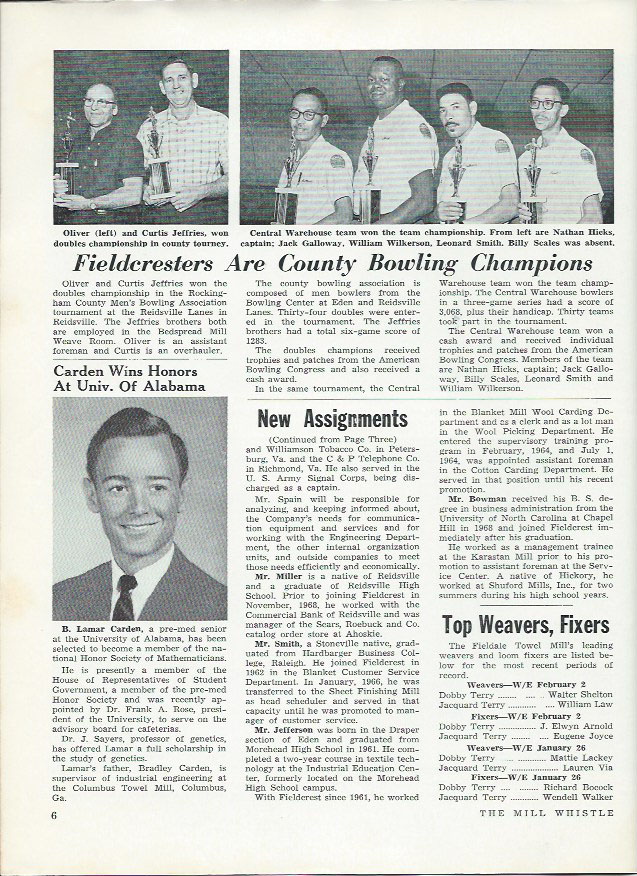 Oliver (left) and Curtis Jeffries, won
doubles championship in county tourney.
Central Warehouse team won the team championship. From left are Nathan Hicks,
captain; Jack Galloway, William Wilkerson, Leonard Smith. Billy Scales was absent.
Fieldcresters Are County Bowling Champions
Oliver and Curtis Jeffries won the
doubles championship in the Rocking-
ham County Men's Bowling Association
tournament at the Reidsville Lanes in
Reidsville. The Jeffries brothers both
are employed in the Bedspread Mill
Weave Room. Oliver is an assistant
foreman and Curtis is an overhauler.
The county bowling association is
composed of men bowlers from the
Bowling Center at Eden and Reidsville
Lanes. Thirty-four doubles were enter-
ed in the tournament. The Jeffries
brothers had a total six-game score of
1283.
The doubles champions received
trophies and patches from the American
Bowling Congress and also received a
cash award.
In the same tournament, the Central
Warehouse team won the team champ-
ionship. The Central Warehouse bowlers
in a three-game series had a score of
3,068, plus their handicap. Thirty teams
took part in the tournament.
The Central Warehouse team won a
cash award and received individual
trophies and patches from the American
Bowling Congress. Members of the team
are Nathan Hicks, captain; Jack Gallo-
way, Billy Scales, Leonard Smith and
William Wilkerson.
Carden Wins Honors
At Univ. Of Alabama
B. Lamar Carden, a pre-med senior
at the University of Alabama, has been
selected to become a member of the na-
tional Honor Society of Mathematicians.
He is presently a member of the
House of Representatives of Student
Government, a member of the pre-med
Honor Society and was recently ap-
pointed by Dr. Frank A. Rose, presi-
dent of the University, to serve on the
advisory board for cafeterias.
Dr. J. Sayers, professor of genetics,
has offered Lamar a full scholarship in
the study of genetics.
Lamar's father, Bradley Carden, is
supervisor of industrial engineering at
the Columbus Towel Mill, Columbus,
Ga.
New Assignments
(Continued from Page Three)
and Williamson Tobacco Co. in Peters-
burg, Va. and the C & P Telephone Co.
in Richmond, Va. He also served in the
U. S. Army Signal Corps, being dis-
charged as a captain.
Mr. Spain will be responsible for
analyzing, and keeping informed about,
the Company's needs for communica-
tion equipment and services and for
working with the Engineering Depart-
ment, the other internal organization
units, and outside companies to meet
those needs efficiently and economically.
Mr. Miller is a native of Reidsville
and a graduate of Reidsville High
School. Prior to joining Fieldcrest in
November, 1968, he worked with the
Commercial Bank of Reidsville and was
manager of the Sears, Roebuck and Co.
catalog order store at Ahoskie.
Mr. Smith, a Stoneville native, grad-
uated from Hardbarger Business Col-
lege, Raleigh. He joined Fieldcrest in
1962 in the Blanket Customer Service
Department. In January, 1966, he was
transferred to the Sheet Finishing Mill
as head scheduler and served in that
capacity until he was promoted to man-
ager of customer service.
Mr. Jefferson was born in the Draper
section of Eden and graduated from
Morehead High School in 1961. He com-
pleted a two-year course in textile tech-
nology at the Industrial Education Cen-
ter, formerly located on the Morehead
High School campus.
With Fieldcrest since 1961, he worked
in the Blanket Mill Wool Carding De-
partment and as a clerk and as a lot man
in the Wool Picking Department. He
entered the supervisory training pro-
gram in February, 1964, and July 1,
1964, was appointed assistant foreman
in the Cotton Carding Department. He
served in that position until his recent
promotion.
Mr. Bowman received his B. S. de-
gree in business administration from the
University of North Carolina at Chapel
Hill in 1968 and joined Fieldcrest im-
mediately after his graduation.
He worked as a management trainee
at the Karastan Mill prior to his pro-
motion to assistant foreman at the Serv-
ice Center. A native of Hickory, he
worked at Shuford Mills, Inc., for two
summers during his high school years.
Top Weavers, Fixers
The Fieldale Towel Mill's leading
weavers and loom fixers are listed be-
low for the most recent periods of
record.
Weavers—W/E February 2
Dobby Terry ........ Walter Shelton
Jacquard Terry ........ William Law
Fixers—W/E February 2
Dobby Terry ........ J. Elwyn Arnold
Jacquard Terry ........ Eugene Joyce
Weavers—W/E January 26
Dobby Terry ........ Mattie Lackey
Jacquard Terry ........ Lauren Via
Fixers—W/E January 26
Dobby Terry ........ Richard Bocock
Jacquard Terry ........ Wendell Walker
6
THE MILL WHISTLE